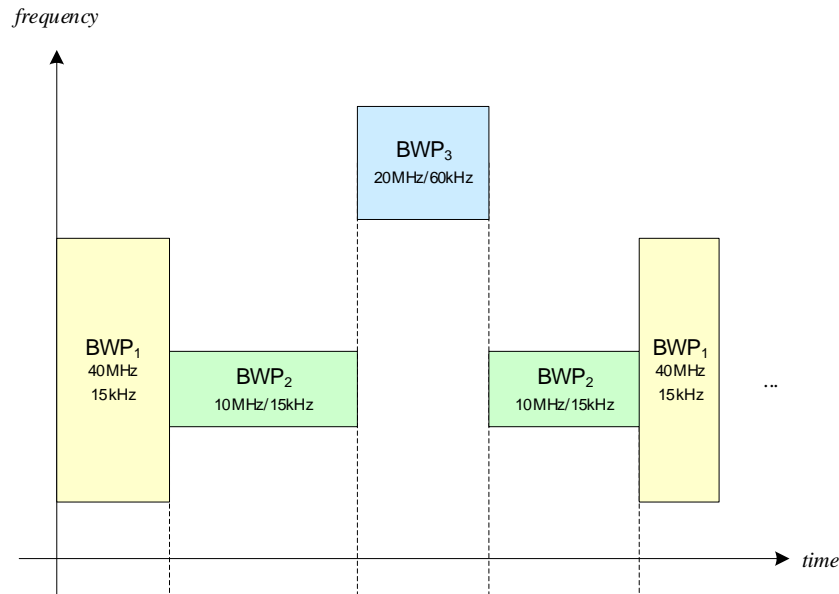 frequency
BWP₃
20MHz/60kHz
BWP₁
40MHz
15kHz
BWP₂
10MHz/15kHz
BWP₂
10MHz/15kHz
BWP₁
40MHz
15kHz
...
time